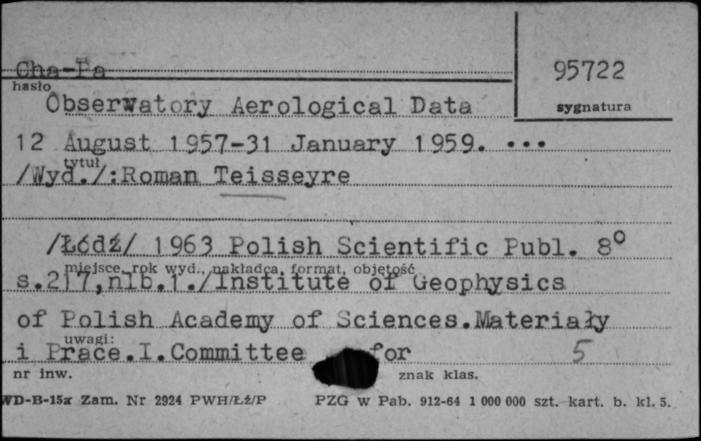 Cha-Pa
95722
hasło
Observatory Aerological Data
sygnatura
12 August 1957-31 January 1959. ...
tytuł
/Wyd./:Roman Teisseyre
/Łódź/ 1963 Polish Scientific Publ. 8°
miejsce, rok wyd., nakładca, format, objętość
s.217,nlb.1./Institute of Geophysics
of Polish Academy of Sciences.Materiały
uwagi:
i Prace.I.Committee for 5
nr inw.
znak klas.
WD-B-15a Zam. Nr 2924 PWH/Łż/P PZG w Pab. 912-64 1 000 000 szt. kart. b. kl. 5.